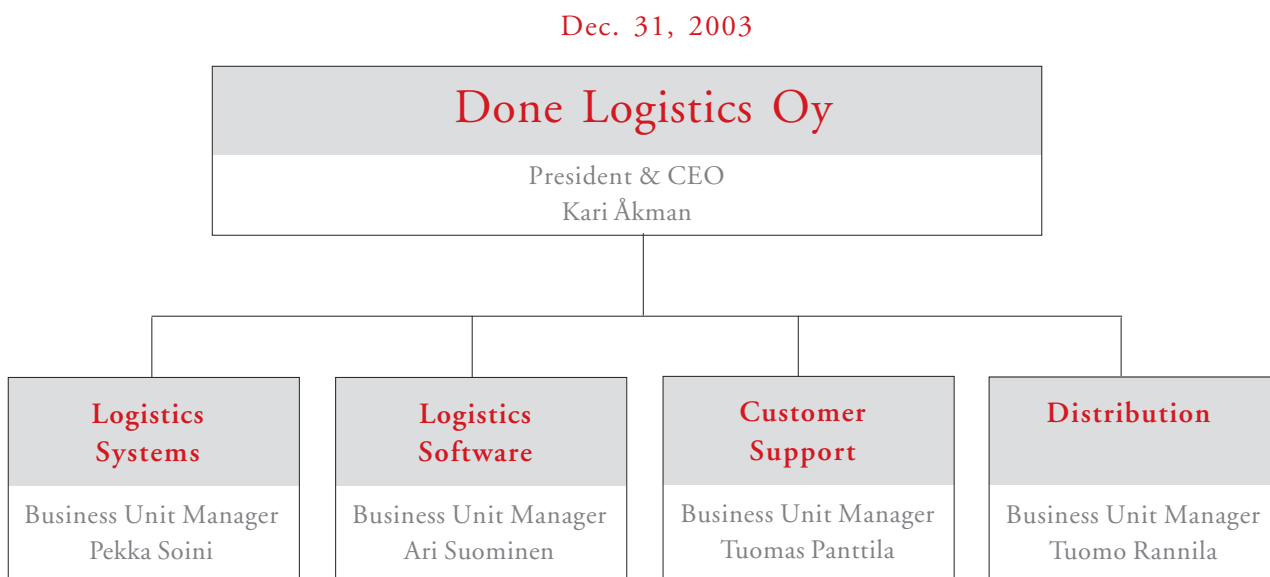 Dec. 31, 2003
Done Logistics Oy
President & CEO
Kari Åkman
Logistics
Systems
Business Unit Manager
Pekka Soini
Logistics
Software
Business Unit Manager
Ari Suominen
Customer
Support
Business Unit Manager
Tuomas Panttila
Distribution
Business Unit Manager
Tuomo Rannila